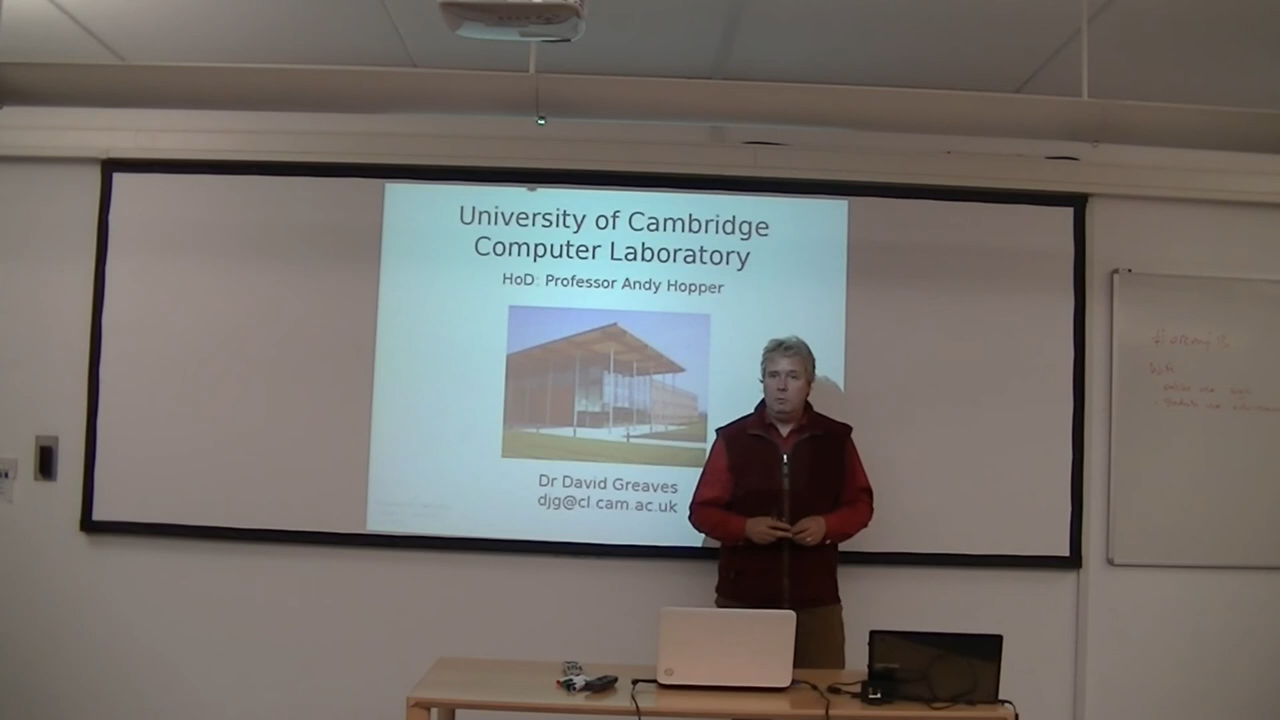 University of Cambridge
Computer Laboratory
HoD: Professor Andy Hopper
Dr David Greaves
djg@cl.cam.ac.uk